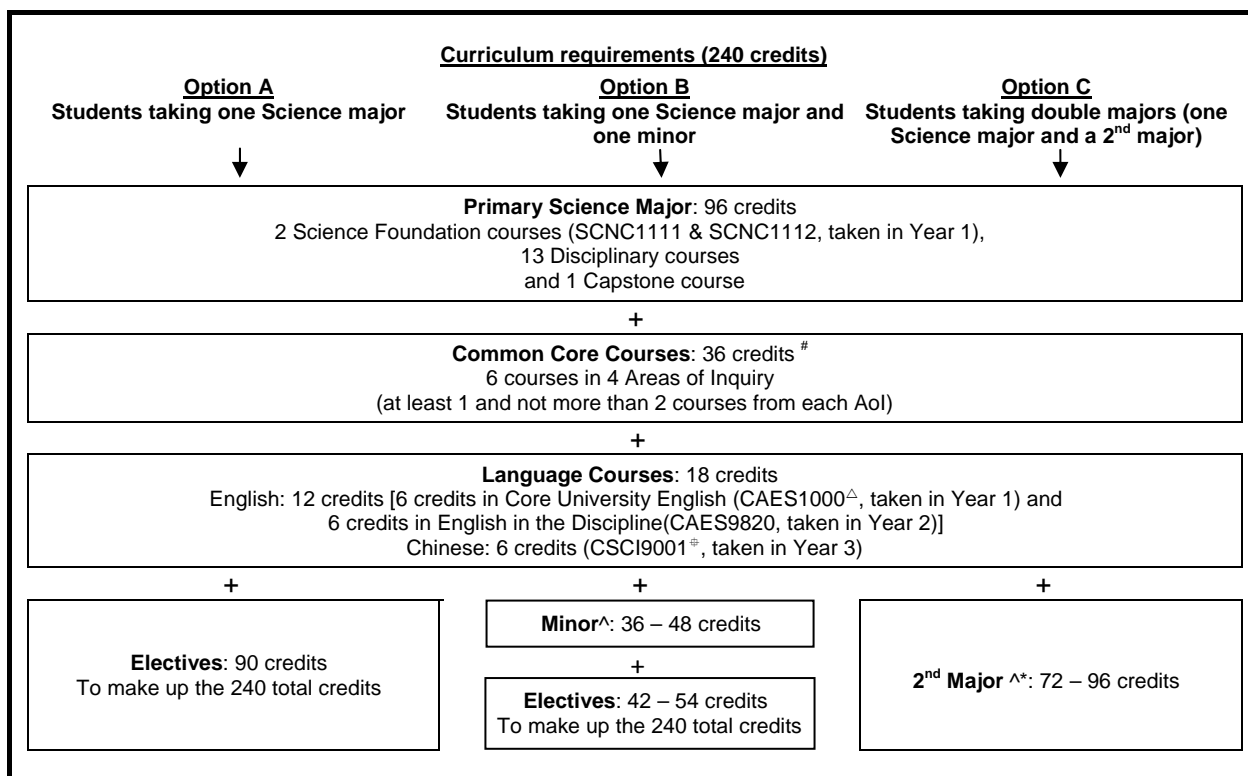 Curriculum requirements (240 credits)
Option A
Students taking one Science major
Option B
Students taking one Science major and
one minor
Option C
Students taking double majors (one
Science major and a 2nd major)
Primary Science Major: 96 credits
2 Science Foundation courses (SCNC1111 & SCNC1112, taken in Year 1),
13 Disciplinary courses
and 1 Capstone course
+
Common Core Courses: 36 credits #
6 courses in 4 Areas of Inquiry
(at least 1 and not more than 2 courses from each AoI)
+
Language Courses: 18 credits
English: 12 credits [6 credits in Core University English (CAES1000△, taken in Year 1) and
6 credits in English in the Discipline(CAES9820, taken in Year 2)]
Chinese: 6 credits (CSCI9001⌖, taken in Year 3)
+
Electives: 90 credits
To make up the 240 total credits
+
Minor^: 36 – 48 credits
+
Electives: 42 – 54 credits
To make up the 240 total credits
+
2nd Major ^*: 72 – 96 credits